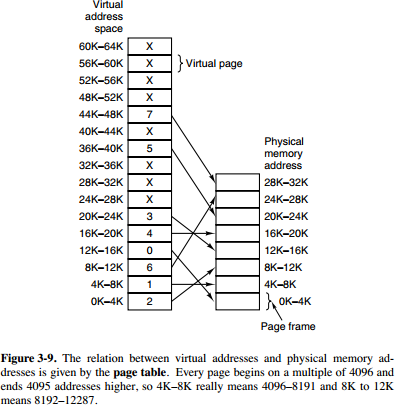 Virtual
address
space
60K–64K X
56K–60K X } Virtual page
52K–56K X
48K–52K X
44K–48K 7
40K–44K X
36K–40K 5
32K–36K X
28K–32K X
24K–28K X
20K–24K 3
16K–20K 4
12K–16K 0
8K–12K 6
4K–8K 1
0K–4K 2
Physical
memory
address
28K–32K
24K–28K
20K–24K
16K–20K
12K–16K
8K–12K
4K–8K
} 0K–4K
Page frame
Figure 3-9. The relation between virtual addresses and physical memory ad-
dresses is given by the page table. Every page begins on a multiple of 4096 and
ends 4095 addresses higher, so 4K–8K really means 4096–8191 and 8K to 12K
means 8192–12287.